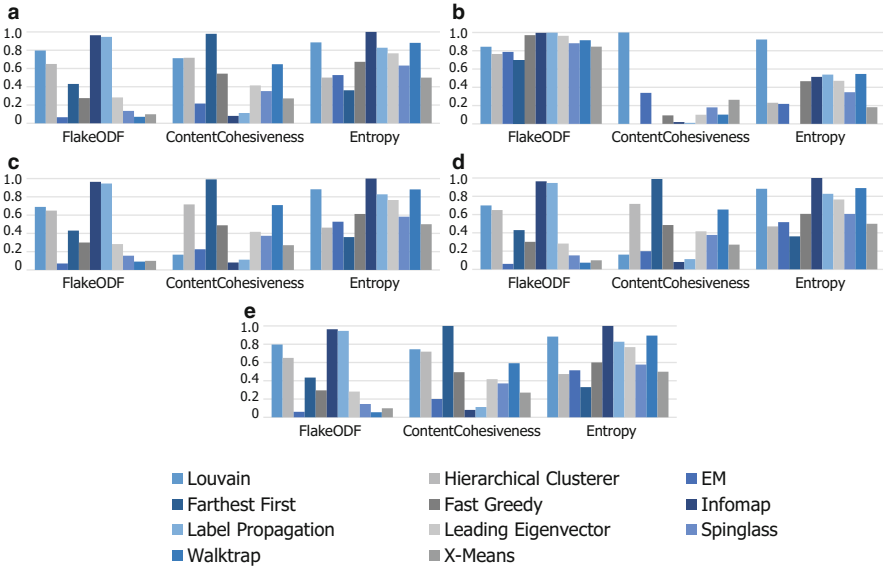 a
1.0
0.8
0.6
0.4
0.2
0
FlakeODF ContentCohesiveness Entropy
b
1.0
0.8
0.6
0.4
0.2
0
FlakeODF ContentCohesiveness Entropy
c
1.0
0.8
0.6
0.4
0.2
0
FlakeODF ContentCohesiveness Entropy
d
1.0
0.8
0.6
0.4
0.2
0
FlakeODF ContentCohesiveness Entropy
e
1.0
0.8
0.6
0.4
0.2
0
FlakeODF ContentCohesiveness Entropy
Louvain Hierarchical Clusterer EM
Farthest First Fast Greedy Infomap
Label Propagation Leading Eigenvector Spinglass
Walktrap X-Means